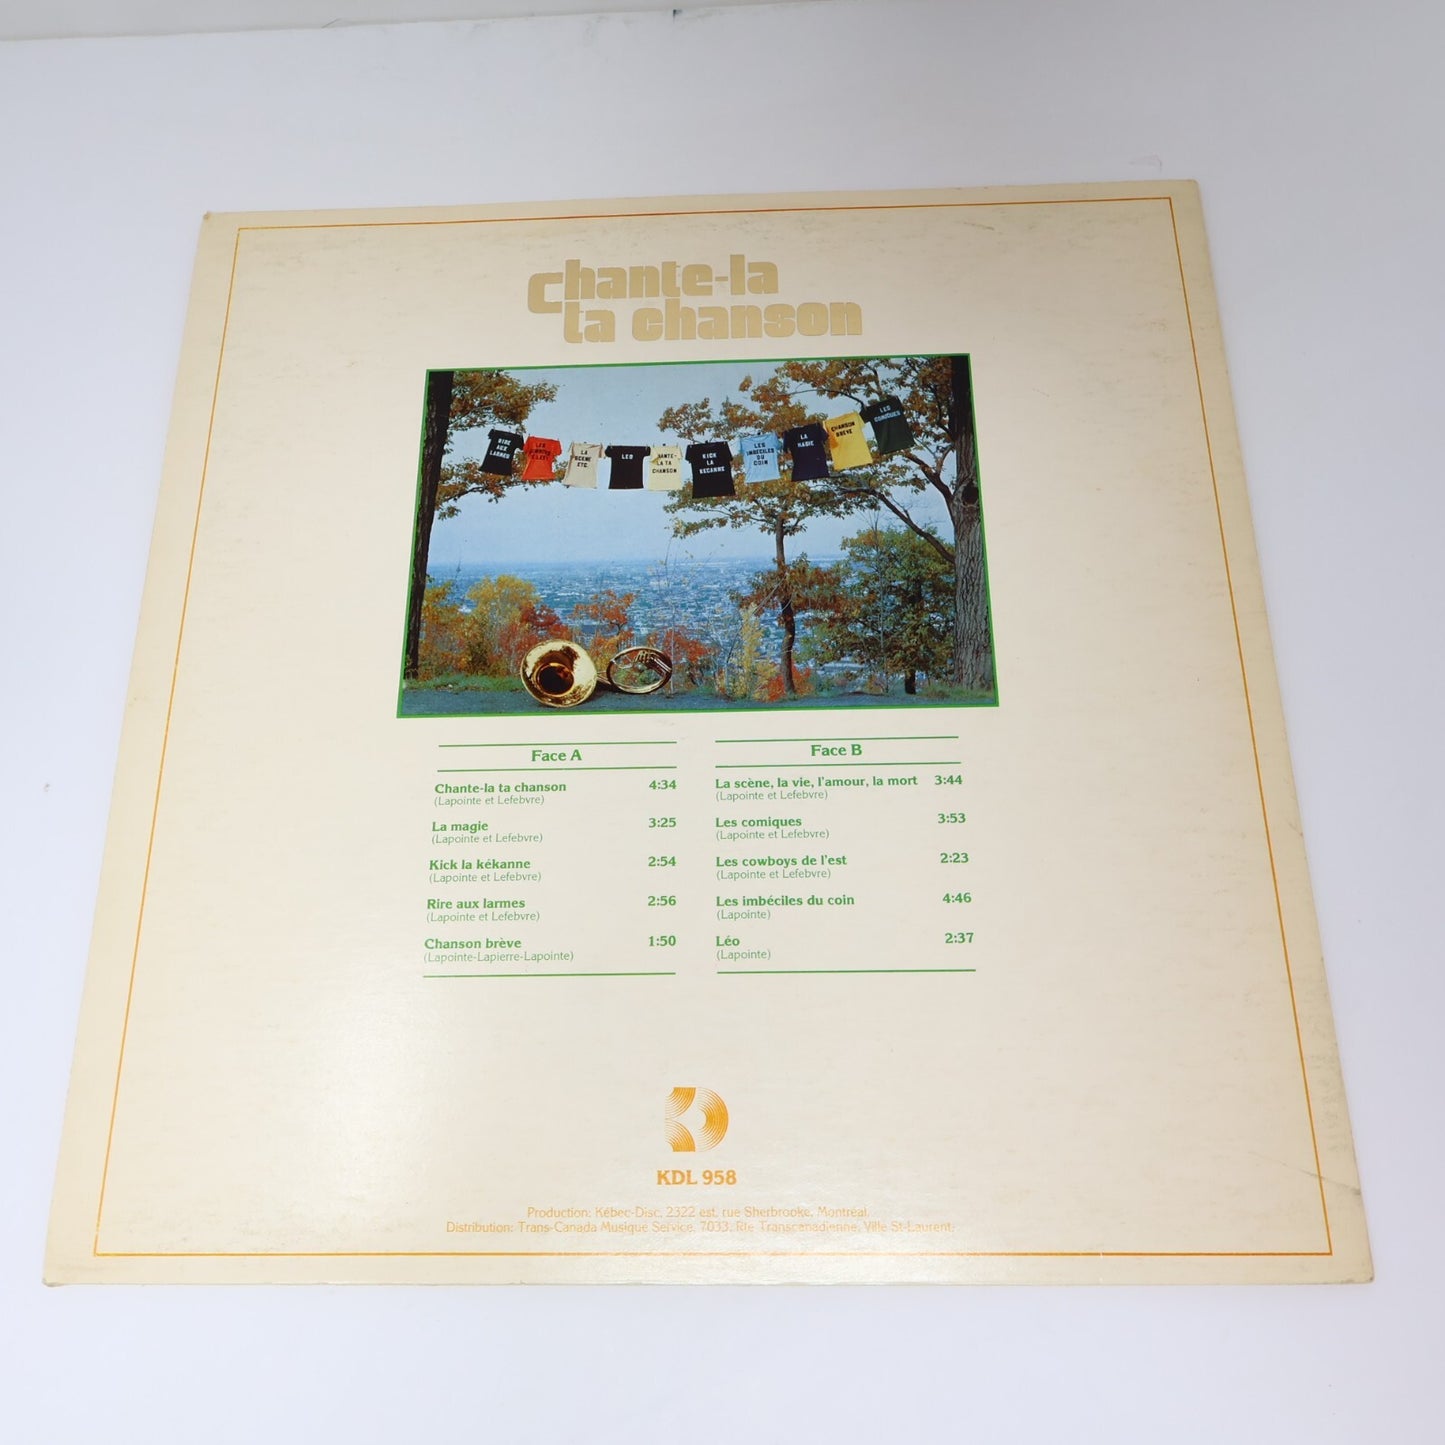 Chante-la
ta chanson
RIRE
AUX
LARMES
LES
LA
SCENE
ETC.
LEO
CHANTE-
LA TA
CHANSON
KICK
LA
KECANNE
LES
IMBÉCILES
DU
COIN
LA
MAGIE
CHANSON
BRÈVE
LES
COMIQUES
Face A
Chante-la ta chanson 4:34
(Lapointe et Lefebvre)
La magie 3:25
(Lapointe et Lefebvre)
Kick la kékanne 2:54
(Lapointe et Lefebvre)
Rire aux larmes 2:56
(Lapointe et Lefebvre)
Chanson brève 1:50
(Lapointe-Lapierre-Lapointe)
Face B
La scène, la vie, l'amour, la mort 3:44
(Lapointe et Lefebvre)
Les comiques 3:53
(Lapointe et Lefebvre)
Les cowboys de l'est 2:23
(Lapointe et Lefebvre)
Les imbéciles du coin 4:46
(Lapointe)
Léo 2:37
(Lapointe)
KDL 958
Production: Kébec-Disc, 2322 est, rue Sherbrooke, Montréal.
Distribution: Trans-Canada Musique Service, 7033, Rte Transcanadienne, Ville St-Laurent.